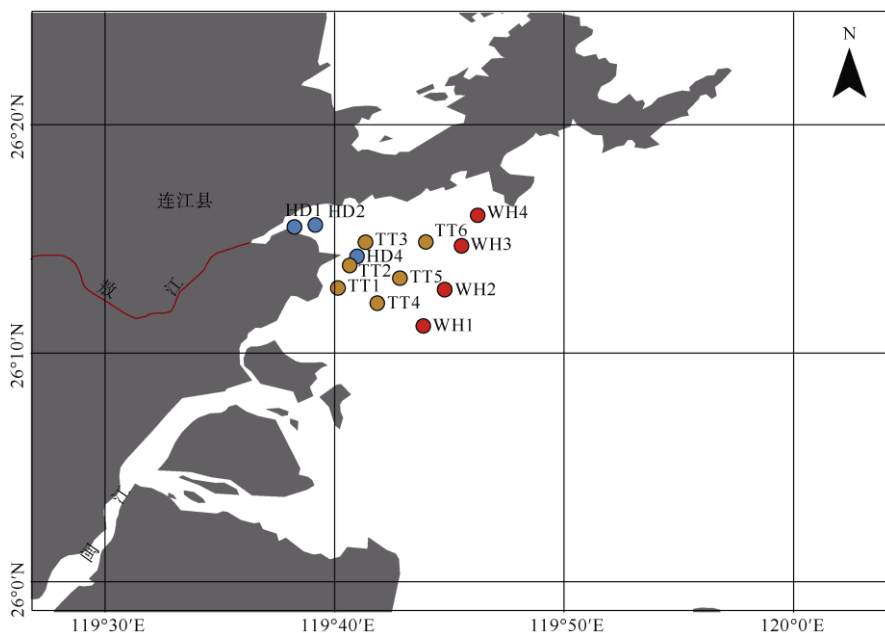 N
26°20′N
连江县
HD1
HD2
WH4
TT3
TT6
WH3
HD4
TT2
TT5
敖
江
TT1
WH2
TT4
WH1
26°10′N
江
闽
26°0′N
119°30′E
119°40′E
119°50′E
120°0′E